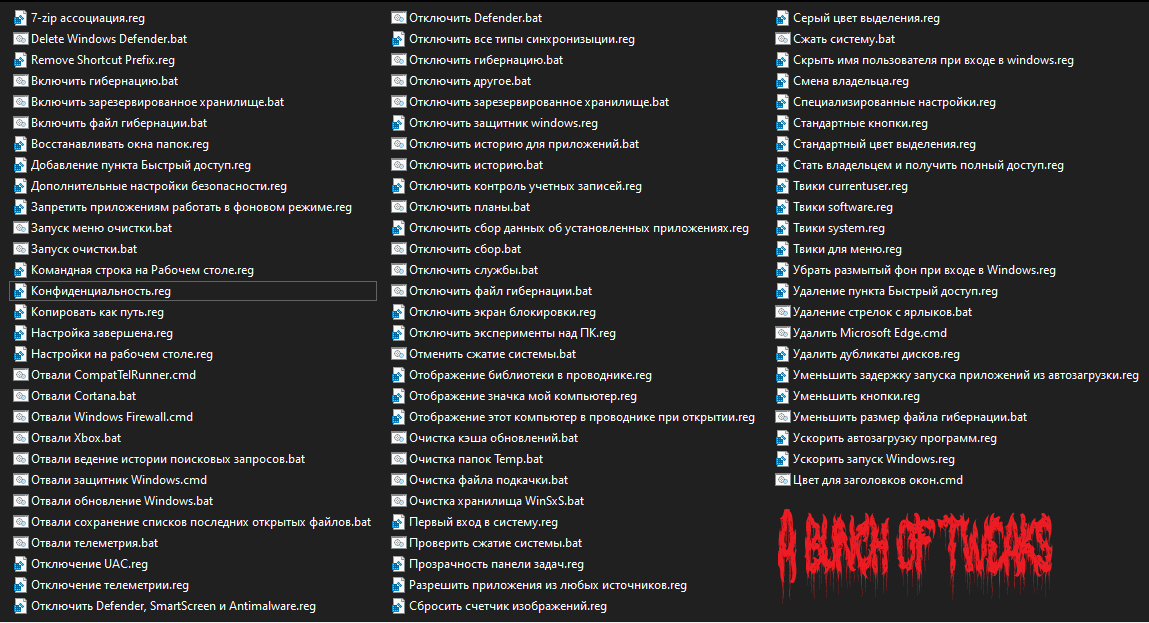 7-zip ассоциация.reg
Delete Windows Defender.bat
Remove Shortcut Prefix.reg
Включить гибернацию.bat
Включить зарезервированное хранилище.bat
Включить файл гибернации.bat
Восстанавливать окна папок.reg
Добавление пункта Быстрый доступ.reg
Дополнительные настройки безопасности.reg
Запретить приложениям работать в фоновом режиме.reg
Запуск меню очистки.bat
Запуск очистки.bat
Командная строка на Рабочем столе.reg
Конфиденциальность.reg
Копировать как путь.reg
Настройка завершена.reg
Настройки на рабочем столе.reg
Отвали CompatTelRunner.cmd
Отвали Cortana.bat
Отвали Windows Firewall.cmd
Отвали Xbox.bat
Отвали ведение истории поисковых запросов.bat
Отвали защитник Windows.cmd
Отвали обновление Windows.bat
Отвали сохранение списков последних открытых файлов.bat
Отвали телеметрия.bat
Отключение UAC.reg
Отключение телеметрии.reg
Отключить Defender, SmartScreen и Antimalware.reg
Отключить Defender.bat
Отключить все типы синхронизыции.reg
Отключить гибернацию.bat
Отключить другое.bat
Отключить зарезервированное хранилище.bat
Отключить защитник windows.reg
Отключить историю для приложений.bat
Отключить историю.bat
Отключить контроль учетных записей.reg
Отключить планы.bat
Отключить сбор данных об установленных приложениях.reg
Отключить сбор.bat
Отключить службы.bat
Отключить файл гибернации.bat
Отключить экран блокировки.reg
Отключить эксперименты над ПК.reg
Отменить сжатие системы.bat
Отображение библиотеки в проводнике.reg
Отображение значка мой компьютер.reg
Отображение этот компьютер в проводнике при открытии.reg
Очистка кэша обновлений.bat
Очистка папок Temp.bat
Очистка файла подкачки.bat
Очистка хранилища WinSxS.bat
Первый вход в систему.reg
Проверить сжатие системы.bat
Прозрачность панели задач.reg
Разрешить приложения из любых источников.reg
Сбросить счетчик изображений.reg
Серый цвет выделения.reg
Сжать систему.bat
Скрыть имя пользователя при входе в windows.reg
Смена владельца.reg
Специализированные настройки.reg
Стандартные кнопки.reg
Стандартный цвет выделения.reg
Стать владельцем и получить полный доступ.reg
Твики currentuser.reg
Твики software.reg
Твики system.reg
Твики для меню.reg
Убрать размытый фон при входе в Windows.reg
Удаление пункта Быстрый доступ.reg
Удаление стрелок с ярлыков.bat
Удалить Microsoft Edge.cmd
Удалить дубликаты дисков.reg
Уменьшить задержку запуска приложений из автозагрузки.reg
Уменьшить кнопки.reg
Уменьшить размер файла гибернации.bat
Ускорить автозагрузку программ.reg
Ускорить запуск Windows.reg
Цвет для заголовков окон.cmd
A BUNCH OF TWEAKS